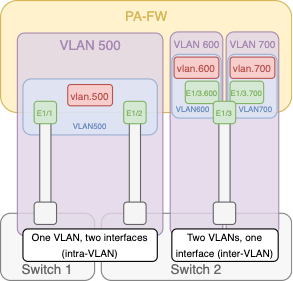 PA-FW
VLAN 500
VLAN 600
VLAN 700
vlan.500
vlan.600
vlan.700
E1/1
E1/2
E1/3.600
E1/3.700
VLAN500
VLAN600
E1/3
VLAN700
One VLAN, two interfaces
(intra-VLAN)
Two VLANs, one
interface (inter-VLAN)
Switch 1
Switch 2